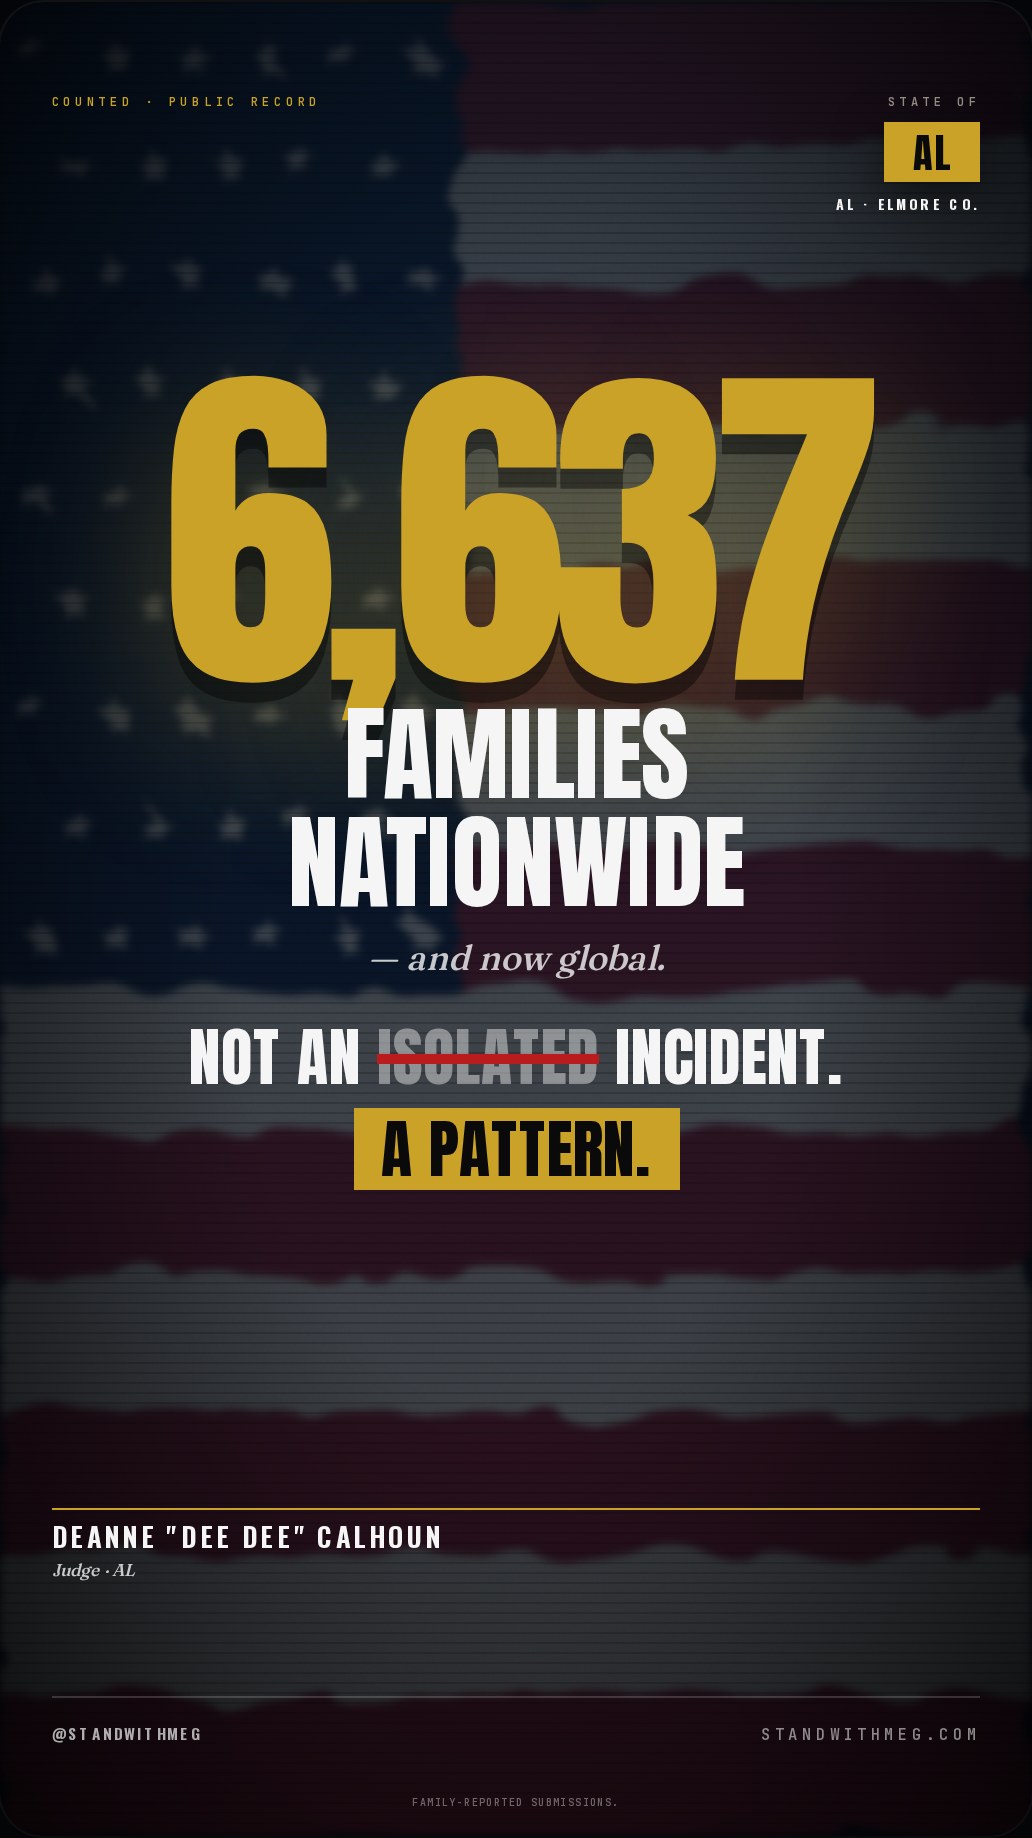 COUNTED · PUBLIC RECORD
STATE OF
AL
AL · ELMORE CO.
6,637
FAMILIES
NATIONWIDE
— and now global.
NOT AN ISOLATED INCIDENT.
A PATTERN.
DEANNE "DEE DEE" CALHOUN
Judge · AL
@STANDWITHMEG
STANDWITHMEG.COM
FAMILY-REPORTED SUBMISSIONS.